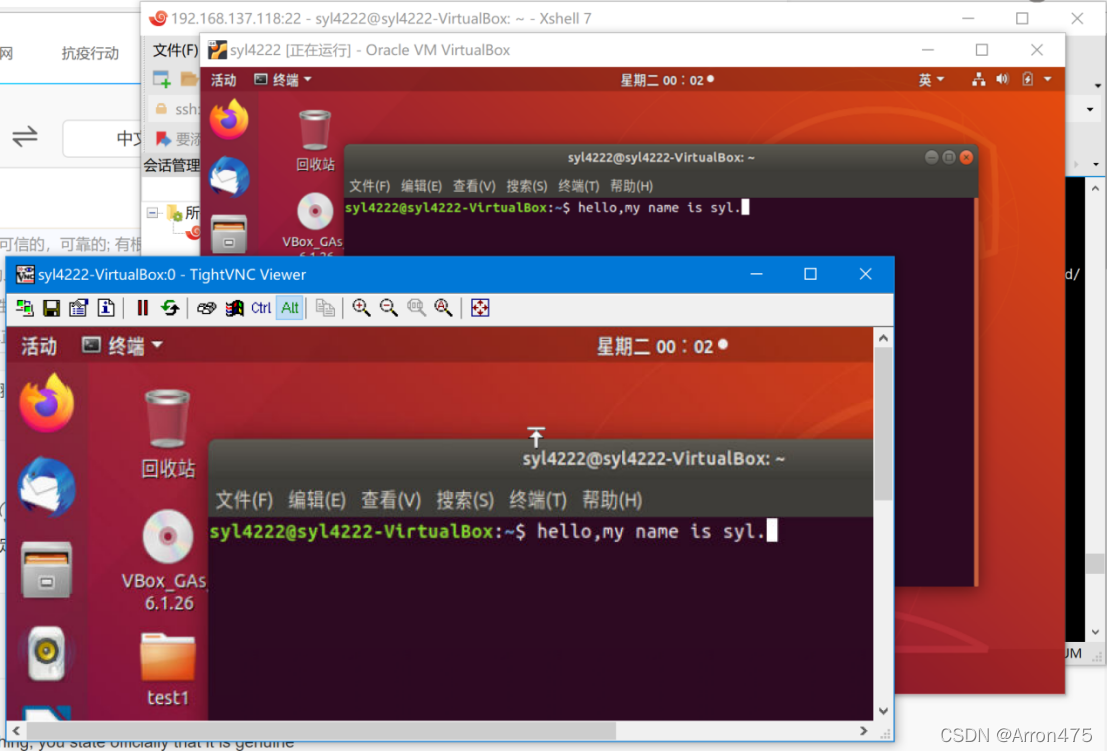 192.168.137.118:22 - syl4222@syl4222-VirtualBox: ~ - Xshell 7
网 抗疫行动 文件(F)
syl4222 [正在运行] - Oracle VM VirtualBox
活动 终端 星期二 00：02 英
ssh:
中文
要添
会话管理
回收站
syl4222@syl4222-VirtualBox: ~
文件(F) 编辑(E) 查看(V) 搜索(S) 终端(T) 帮助(H)
syl4222@syl4222-VirtualBox:~$ hello,my name is syl.
所
VBox_GAs
6.1.26
可信的，可靠的; 有根
d/
syl4222-VirtualBox:0 - TightVNC Viewer
Ctrl Alt
活动 终端 星期二 00：02
回收站
syl4222@syl4222-VirtualBox: ~
文件(F) 编辑(E) 查看(V) 搜索(S) 终端(T) 帮助(H)
syl4222@syl4222-VirtualBox:~$ hello,my name is syl.
VBox_GAs
6.1.26
test1
UM
hing, you state officially that it is genuine
CSDN @Arron475